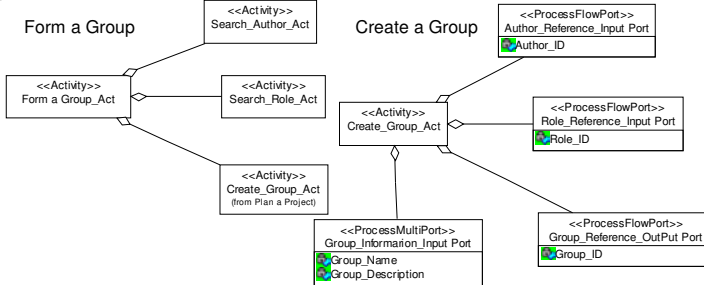 Form a Group
<<Activity>>
Search_Author_Act
<<Activity>>
Form a Group_Act
<<Activity>>
Search_Role_Act
<<Activity>>
Create_Group_Act
(from Plan a Project)
Create a Group
<<ProcessFlowPort>>
Author_Reference_Input Port
Author_ID
<<Activity>>
Create_Group_Act
<<ProcessFlowPort>>
Role_Reference_Input Port
Role_ID
<<ProcessMultiPort>>
Group_Informarion_Input Port
Group_Name
Group_Description
<<ProcessFlowPort>>
Group_Reference_OutPut Port
Group_ID